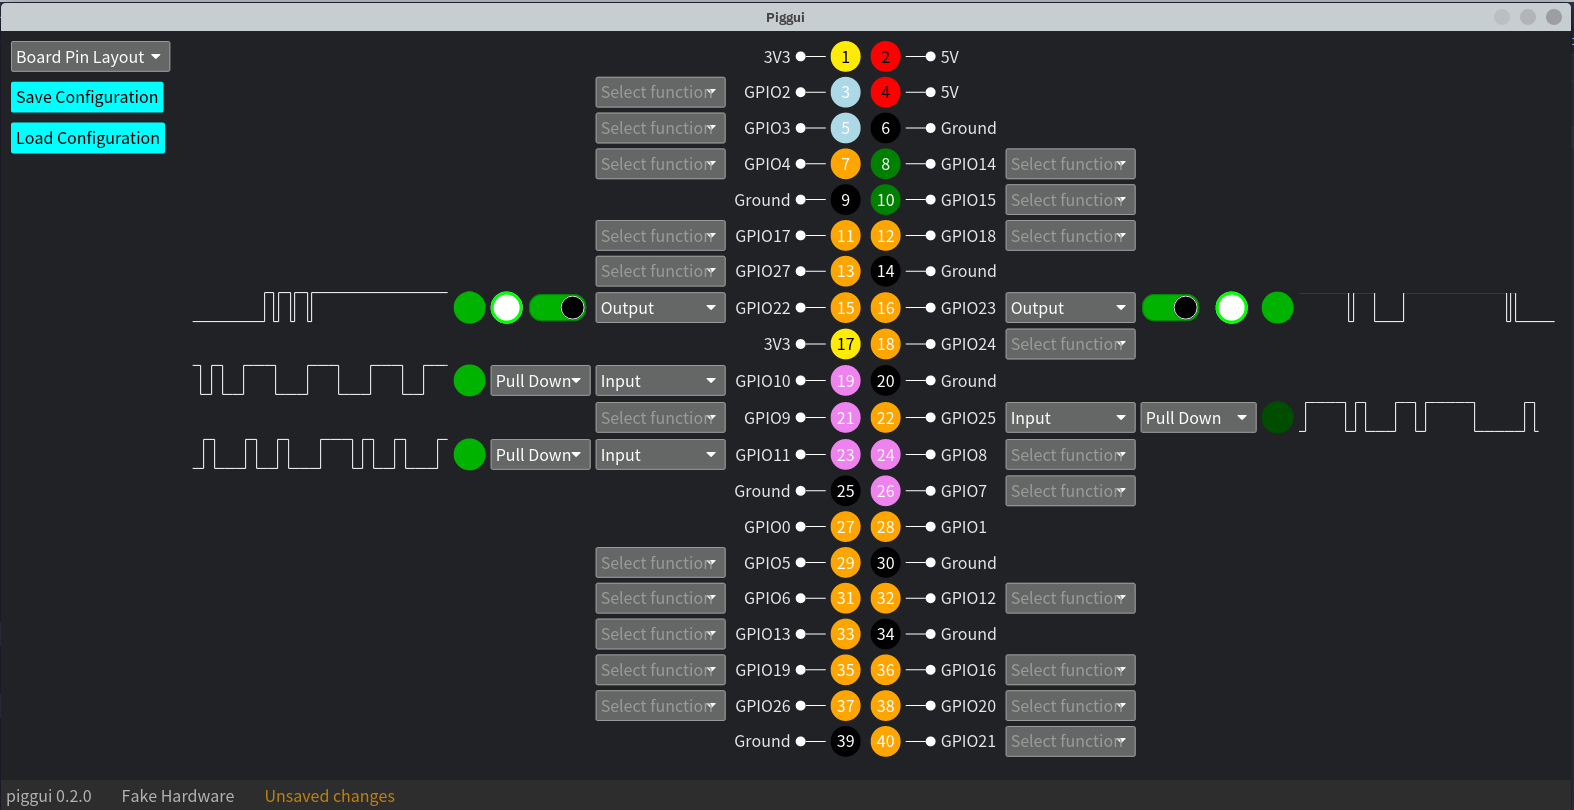 Piggui
Board Pin Layout
Save Configuration
Load Configuration
3V3 1 2 5V
Select function GPIO2 3 4 5V
Select function GPIO3 5 6 Ground
Select function GPIO4 7 8 GPIO14 Select function
Ground 9 10 GPIO15 Select function
Select function GPIO17 11 12 GPIO18 Select function
Select function GPIO27 13 14 Ground
Output GPIO22 15 16 GPIO23 Output
3V3 17 18 GPIO24 Select function
Pull Down Input GPIO10 19 20 Ground
Select function GPIO9 21 22 GPIO25 Input Pull Down
Pull Down Input GPIO11 23 24 GPIO8 Select function
Ground 25 26 GPIO7 Select function
GPIO0 27 28 GPIO1
Select function GPIO5 29 30 Ground
Select function GPIO6 31 32 GPIO12 Select function
Select function GPIO13 33 34 Ground
Select function GPIO19 35 36 GPIO16 Select function
Select function GPIO26 37 38 GPIO20 Select function
Ground 39 40 GPIO21 Select function
piggui 0.2.0 Fake Hardware Unsaved changes